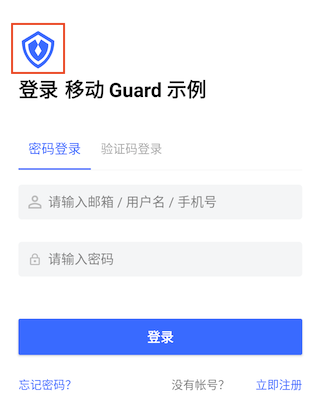 登录 移动 Guard 示例
密码登录 验证码登录
请输入邮箱 / 用户名 / 手机号
请输入密码
登录
忘记密码? 没有帐号? 立即注册